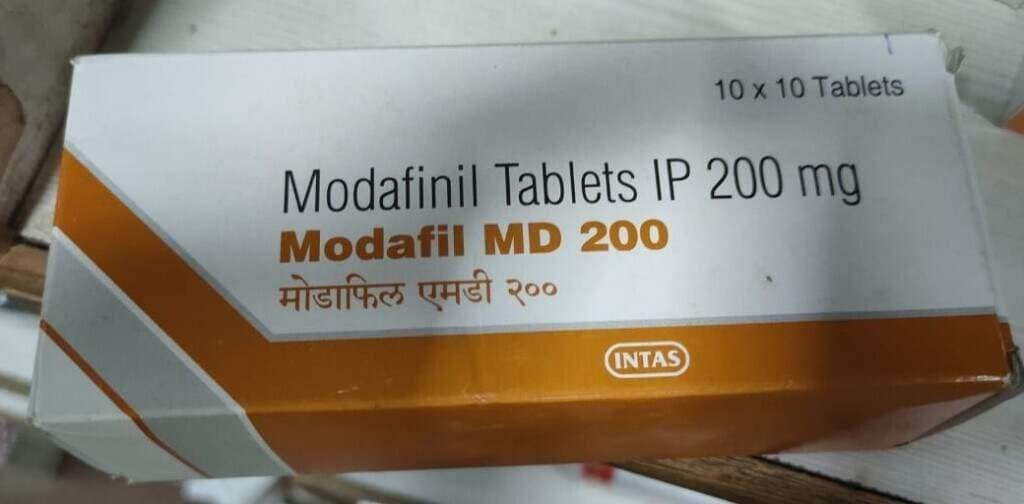 10 x 10 Tablets
Modafinil Tablets IP 200 mg
Modafil MD 200
मोडाफिल एमडी २००
INTAS